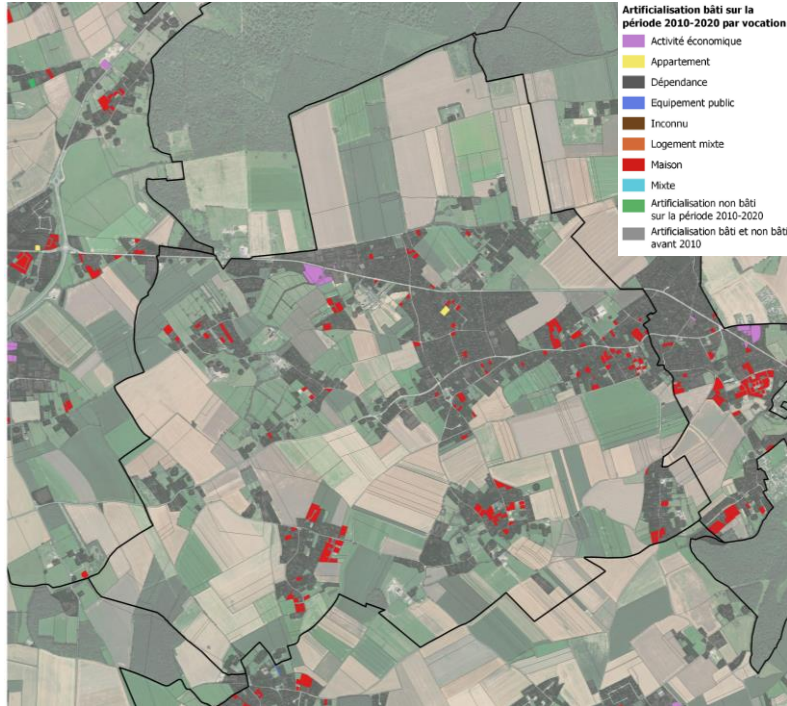 Artificialisation bâti sur la
période 2010-2020 par vocation
Activité économique
Appartement
Dépendance
Equipement public
Inconnu
Logement mixte
Maison
Mixte
Artificialisation non bâti
sur la période 2010-2020
Artificialisation bâti et non bâti
avant 2010